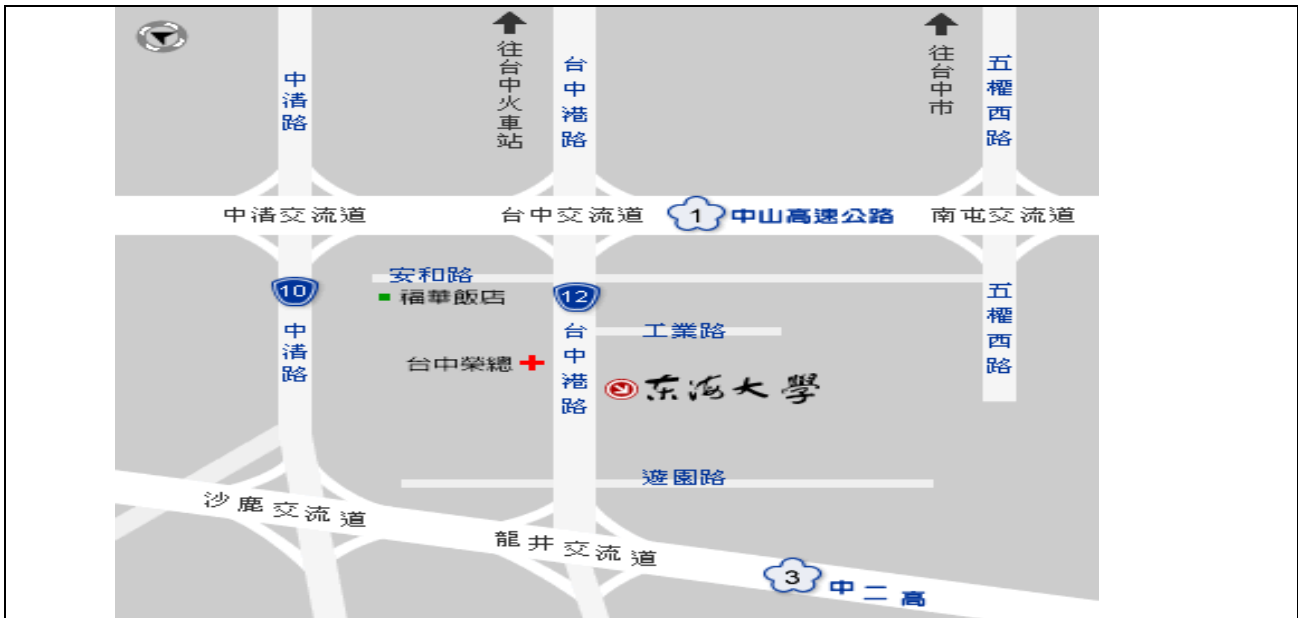 往台中火車站
往台中市
中清路
台中港路
五權西路
中清交流道
台中交流道
1
中山高速公路
南屯交流道
安和路
10
福華飯店
12
五權西路
中清路
台中港路
工業路
台中榮總
東海大學
遊園路
沙鹿交流道
龍井交流道
3
中二高